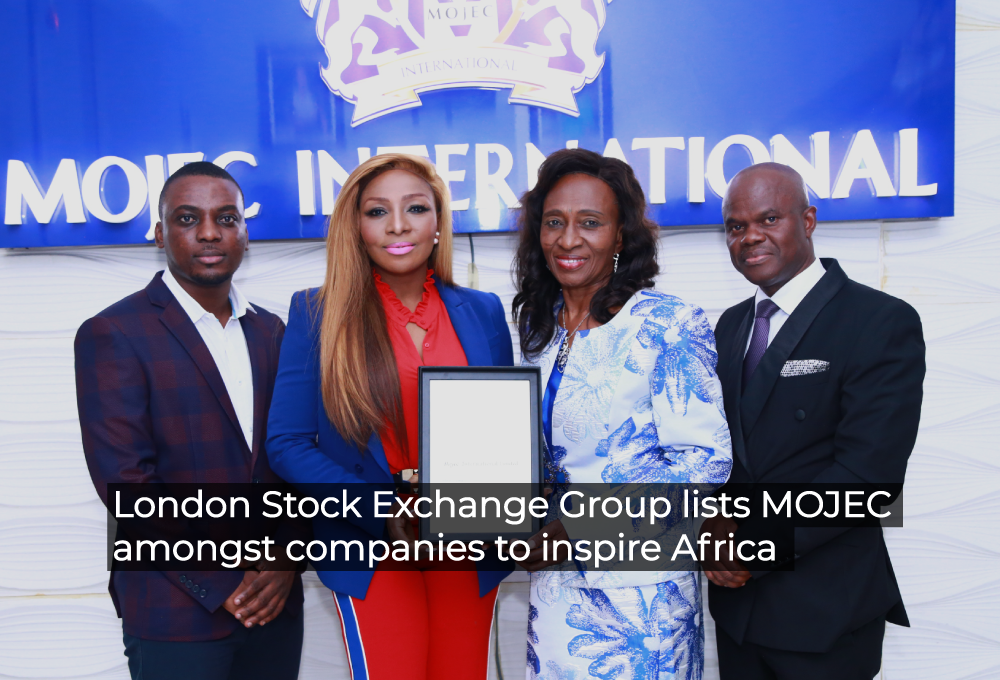 MOJEC
INTERNATIONAL
MOJEC INTERNATIONAL
London Stock Exchange Group lists MOJEC
amongst companies to inspire Africa